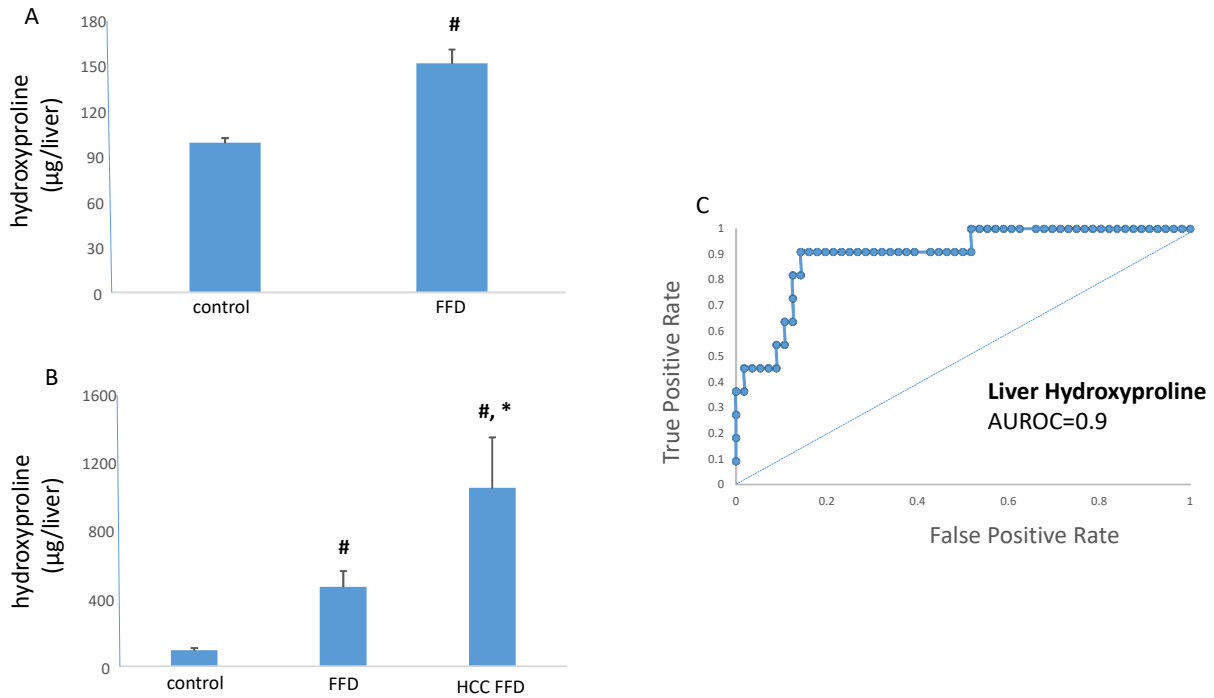 A
180
150
120
90
60
30
0
hydroxyproline
(µg/liver)
#
control
FFD
B
1600
1200
800
400
0
hydroxyproline
(µg/liver)
#
#, *
control
FFD
HCC FFD
C
1
0.9
0.8
0.7
0.6
0.5
0.4
0.3
0.2
0.1
0
True Positive Rate
Liver Hydroxyproline
AUROC=0.9
0
0.2
0.4
0.6
0.8
1
False Positive Rate